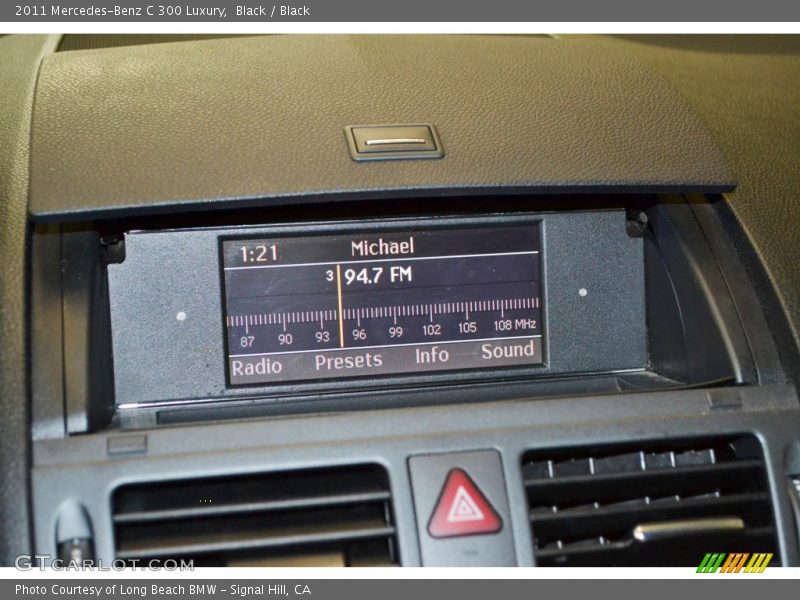 2011 Mercedes-Benz C 300 Luxury, Black / Black
1:21 Michael
3 94.7 FM
87 90 93 96 99 102 105 108 MHz
Radio Presets Info Sound
GTCARLOT.COM
Photo Courtesy of Long Beach BMW - Signal Hill, CA